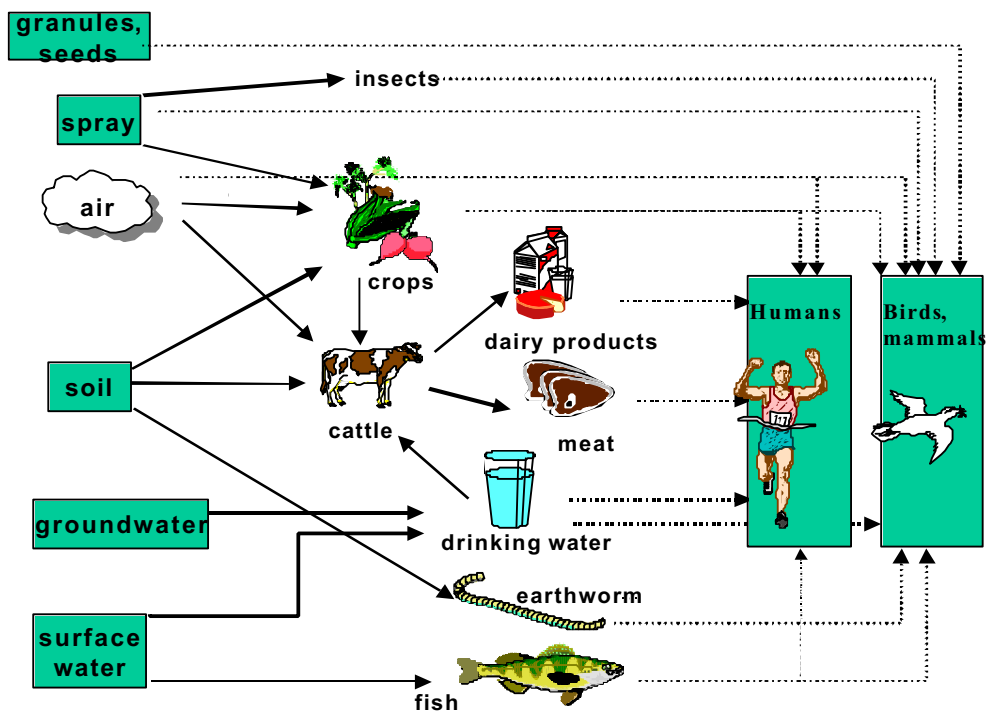 granules,
seeds
insects
spray
air
crops
Humans
Birds,
mammals
dairy products
soil
cattle
meat
groundwater
drinking water
earthworm
surface
water
fish